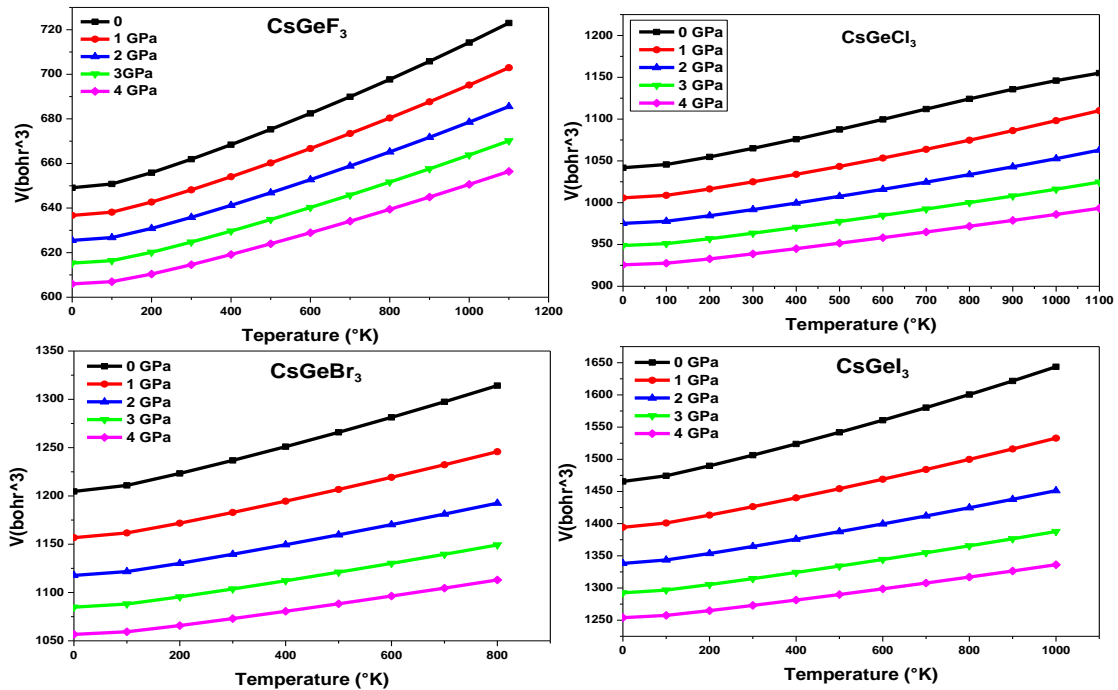 CsGeF3
0
1 GPa
2 GPa
3GPa
4 GPa
V(bohr^3)
720
700
680
660
640
620
600
0 200 400 600 800 1000 1200
Teperature (°K)
CsGeCl3
0 GPa
1 GPa
2 GPa
3 GPa
4 GPa
V(bohr^3)
1200
1150
1100
1050
1000
950
900
0 100 200 300 400 500 600 700 800 900 1000 1100
Temperature (°K)
CsGeBr3
0 GPa
1 GPa
2 GPa
3 GPa
4 GPa
V(bohr^3)
1350
1300
1250
1200
1150
1100
1050
0 200 400 600 800
Temperature (°K)
CsGeI3
0 GPa
1 GPa
2 GPa
3 GPa
4 GPa
V(bohr^3)
1650
1600
1550
1500
1450
1400
1350
1300
1250
0 100 200 300 400 500 600 700 800 900 1000
Temperature (°K)